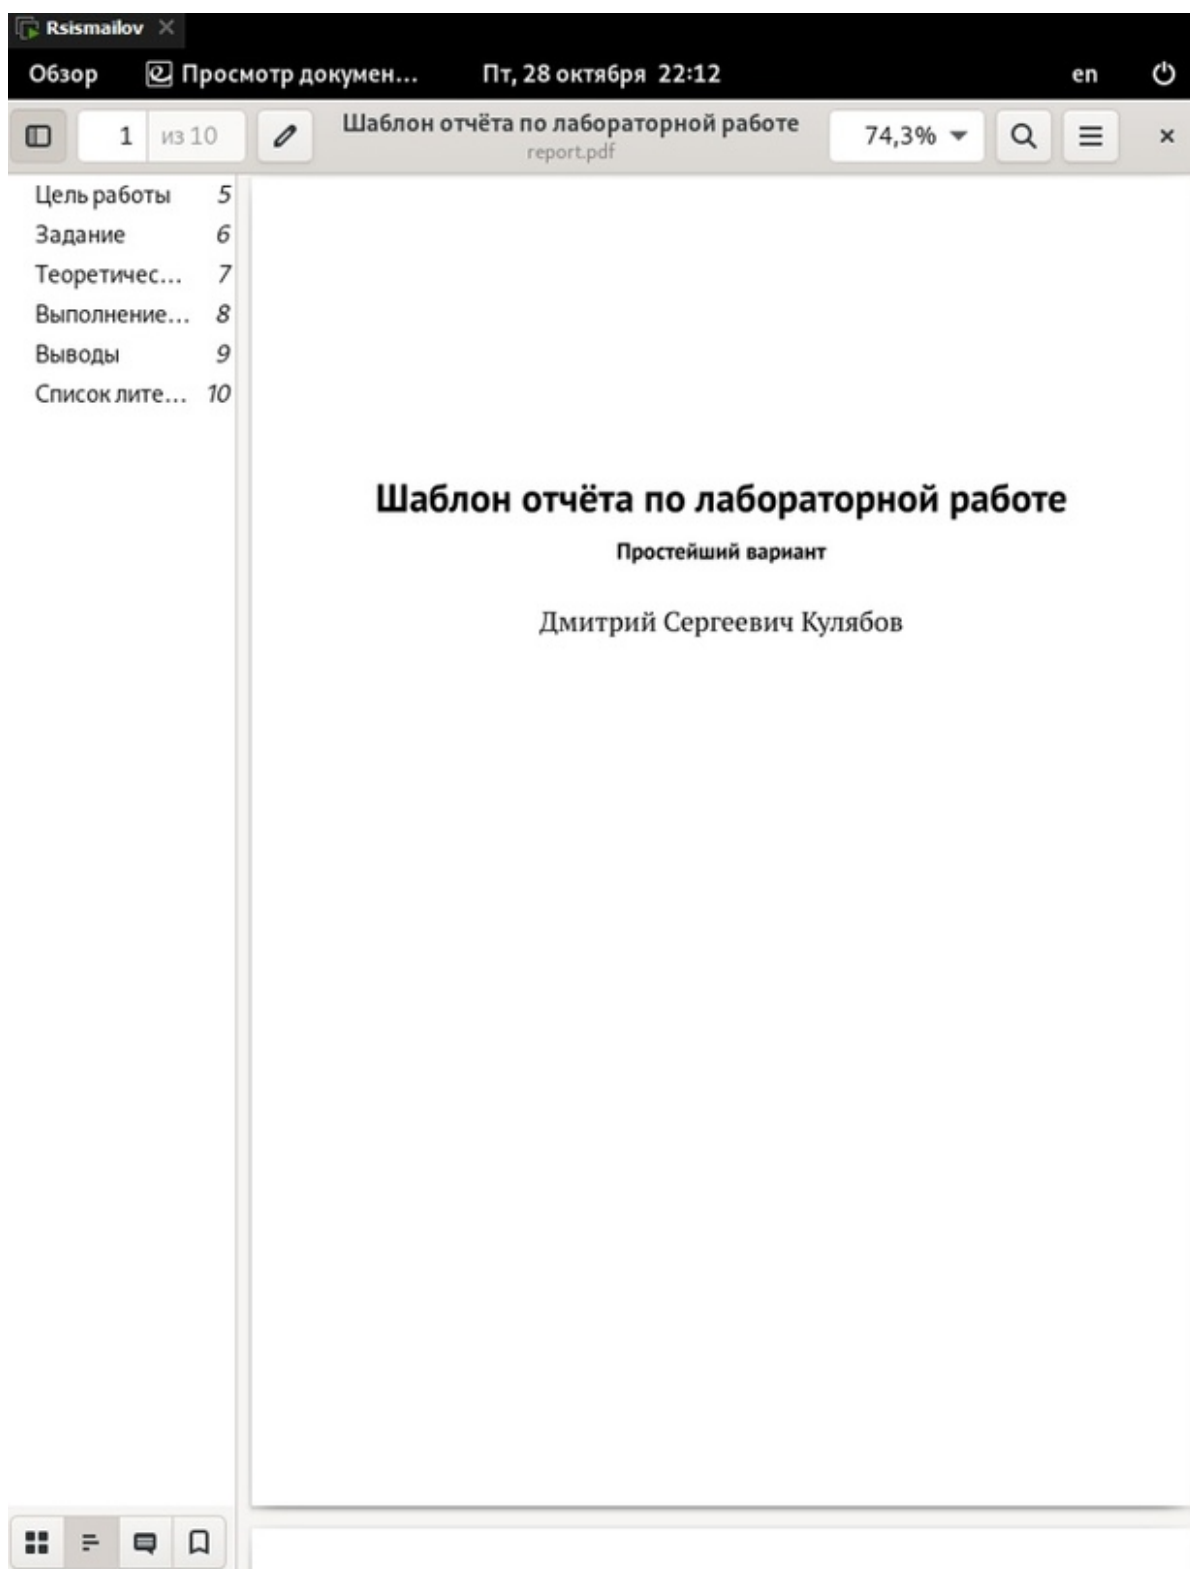 Rsismailov
Обзор Просмотр докумен... Пт, 28 октября 22:12 en
1 из 10 Шаблон отчёта по лабораторной работе 74,3%
report.pdf
Цель работы 5
Задание 6
Теоретичес... 7
Выполнение... 8
Выводы 9
Список лите... 10
Шаблон отчёта по лабораторной работе
Простейший вариант
Дмитрий Сергеевич Кулябов